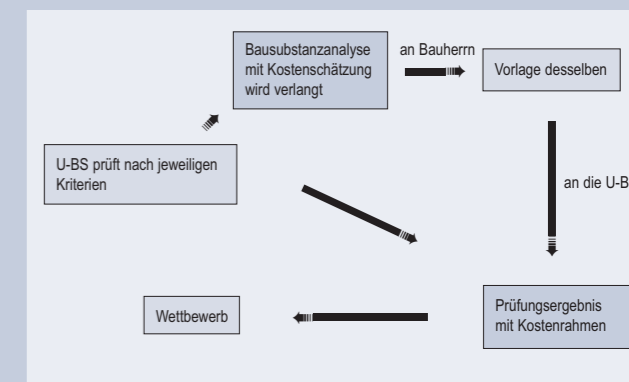 Bausubstanzanalyse
mit Kostenschätzung
wird verlangt
an Bauherrn
Vorlage desselben
U-BS prüft nach jeweiligen
Kriterien
an die U-B
Prüfungsergebnis
mit Kostenrahmen
Wettbewerb